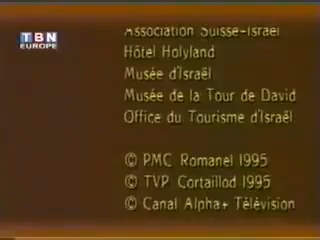 TBN
EUROPE
Association Suisse-Israël
Hôtel Holyland
Musée d'Israël
Musée de la Tour de David
Office du Tourisme d'Israël
© PMC Romanel 1995
© TVP Cortaillod 1995
© Canal Alpha+ Télévision